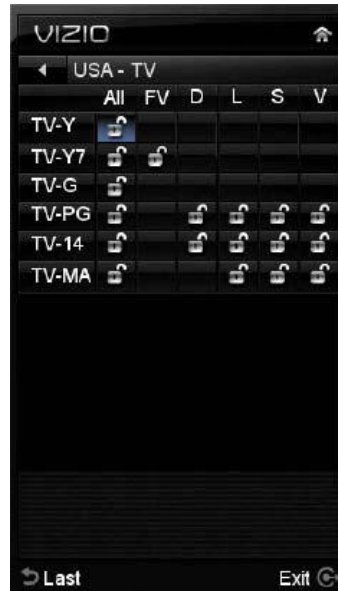 VIZIO
USA - TV
All FV D L S V
TV-Y
TV-Y7
TV-G
TV-PG
TV-14
TV-MA
Last Exit